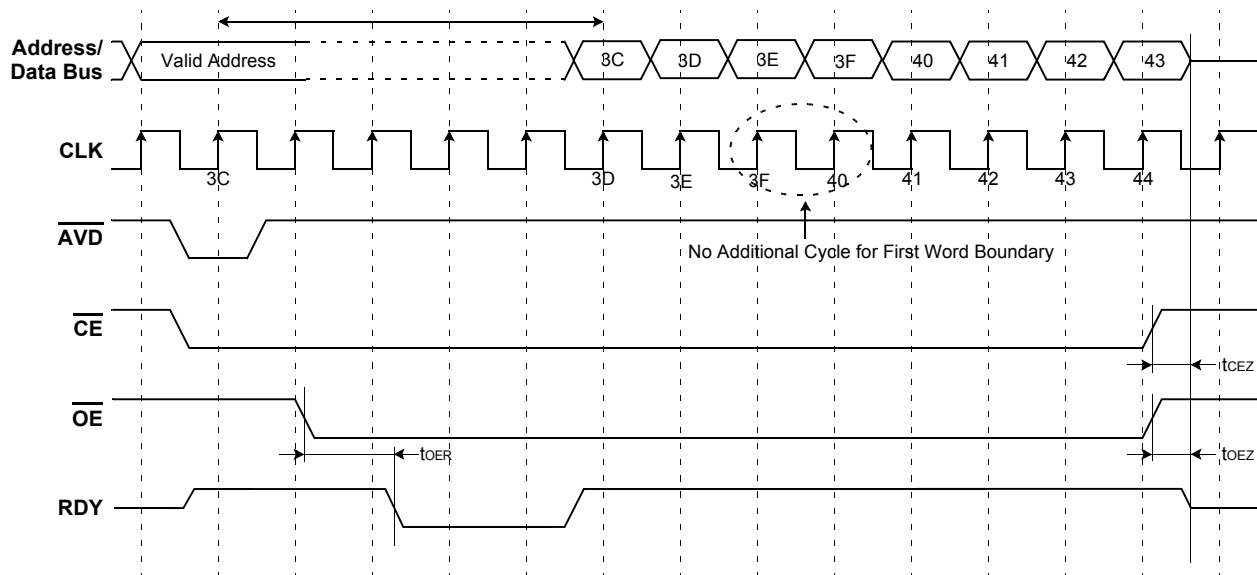 Address/
Data Bus
Valid Address
3C 3D 3E 3F 40 41 42 43
CLK
3C 3D 3E 3F 40 41 42 43 44
AVD
No Additional Cycle for First Word Boundary
CE
tCEZ
OE
tOER
tOEZ
RDY